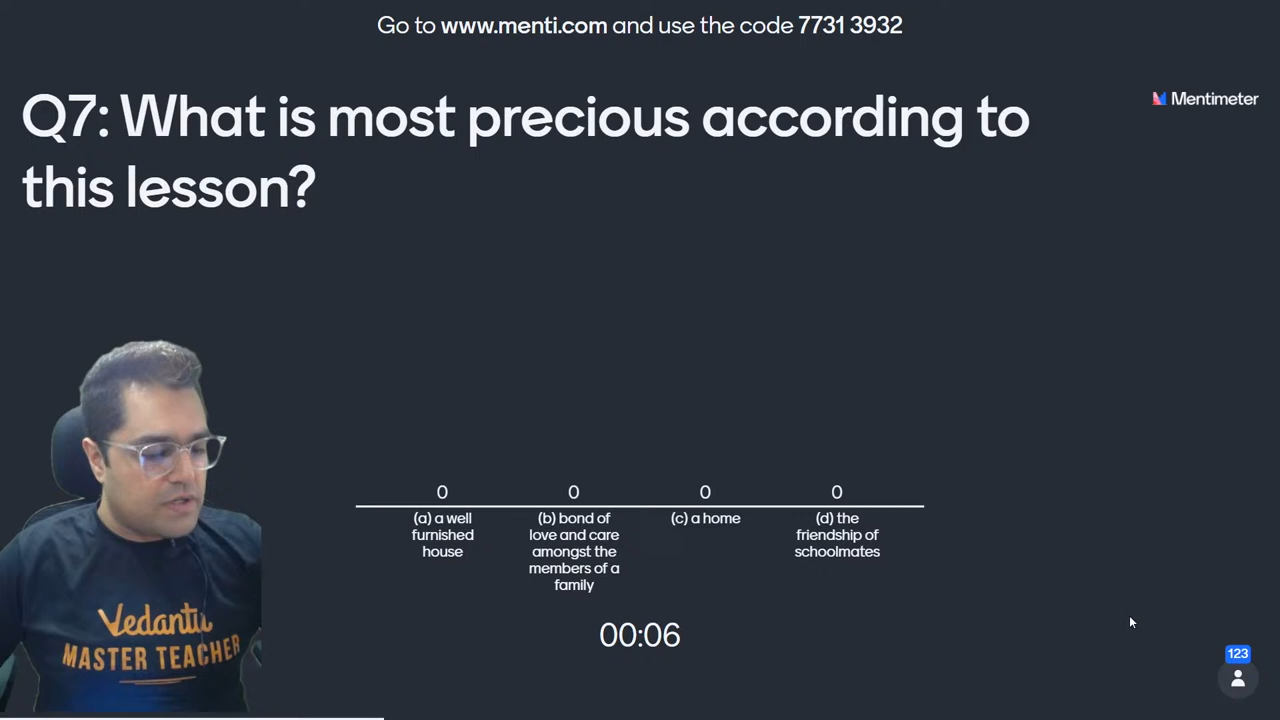 Go to www.menti.com and use the code 7731 3932
Mentimeter
Q7: What is most precious according to
this lesson?
0
0
0
0
(a) a well
furnished
house
(b) bond of
love and care
amongst the
members of a
family
(c) a home
(d) the
friendship of
schoolmates
00:06
Vedantu
MASTER TEACHER
123